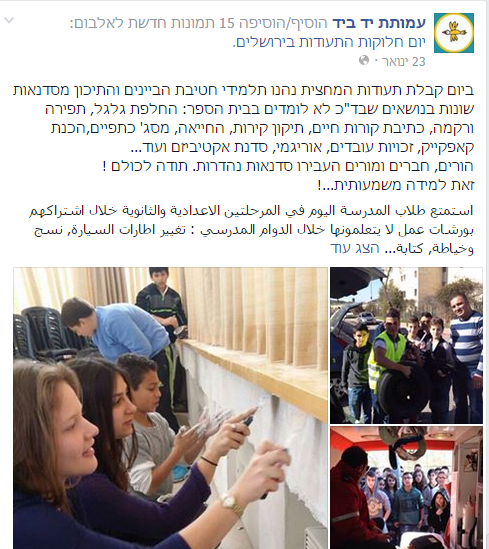 עמותת יד ביד הוסיף/הוסיפה 15 תמונות חדשת לאלבום:
יום חלוקות התעודות בירושלים.
23 ינואר
ביום קבלת תעודות המחצית נהנו תלמידי חטיבת הביינים והתיכון מסדנאות
שונות בנושאים שבד"כ לא לומדים בבית הספר: החלפת גלגל, תפירה
ורקמה, כתיבת קורות חיים, תיקון קירות, החייאה, מסג' כתפיים,הכנת
קאפקייק, זכויות עובדים, אוריגמי, סדנת אקטיביזם ועוד...
הורים, חברים ומורים העבירו סדנאות נהדרות. תודה לכולם !
זאת למידה משמעותית...!
استمتع طلاب المدرسة اليوم في المرحلتين الاعدادية والثانوية خلال اشتراكهم
بورشات عمل لا يتعلمونها خلال الدوام المدرسي : تغيير اطارات السيارة, نسج
وخياطة, كتابة... הצג עוד